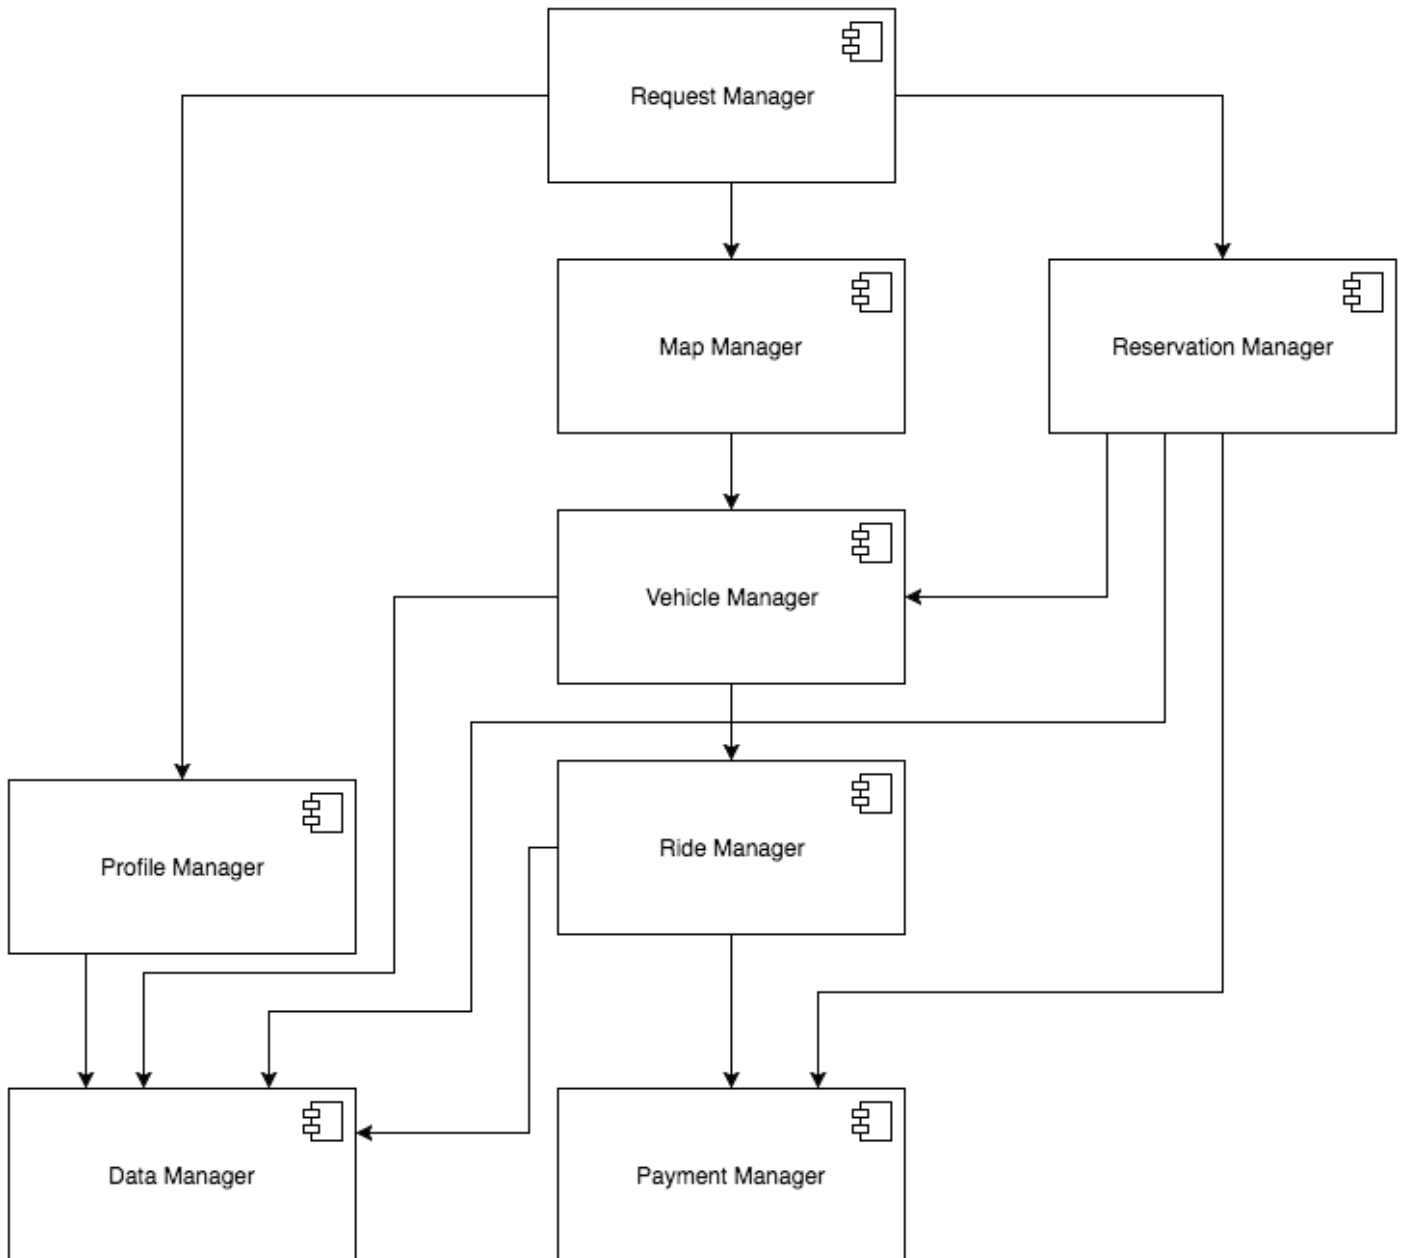 Request Manager
Map Manager
Reservation Manager
Vehicle Manager
Ride Manager
Profile Manager
Data Manager
Payment Manager